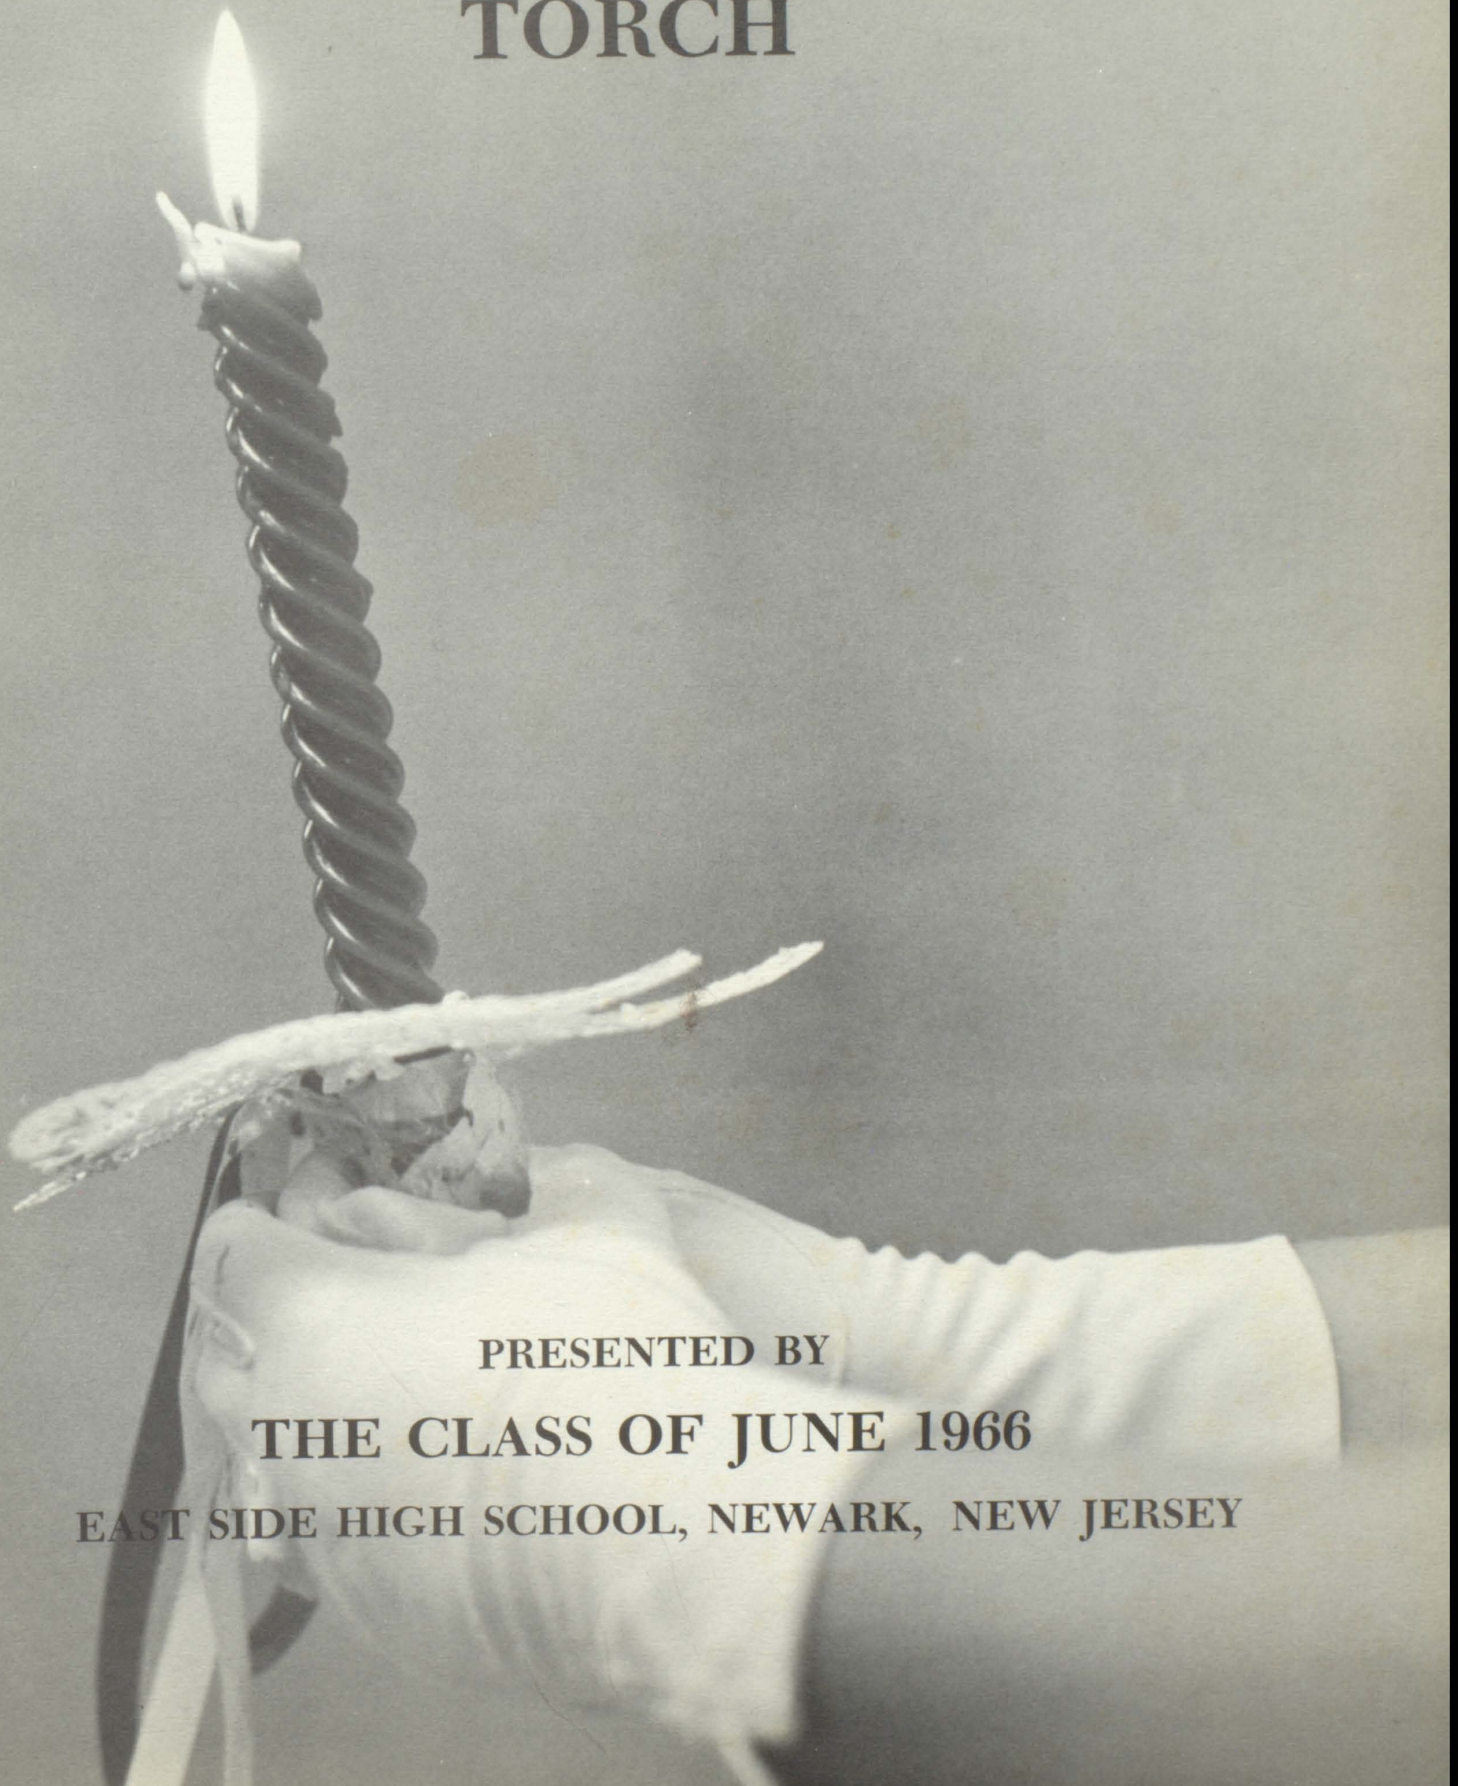 TORCH
PRESENTED BY
THE CLASS OF JUNE 1966
EAST SIDE HIGH SCHOOL, NEWARK, NEW JERSEY